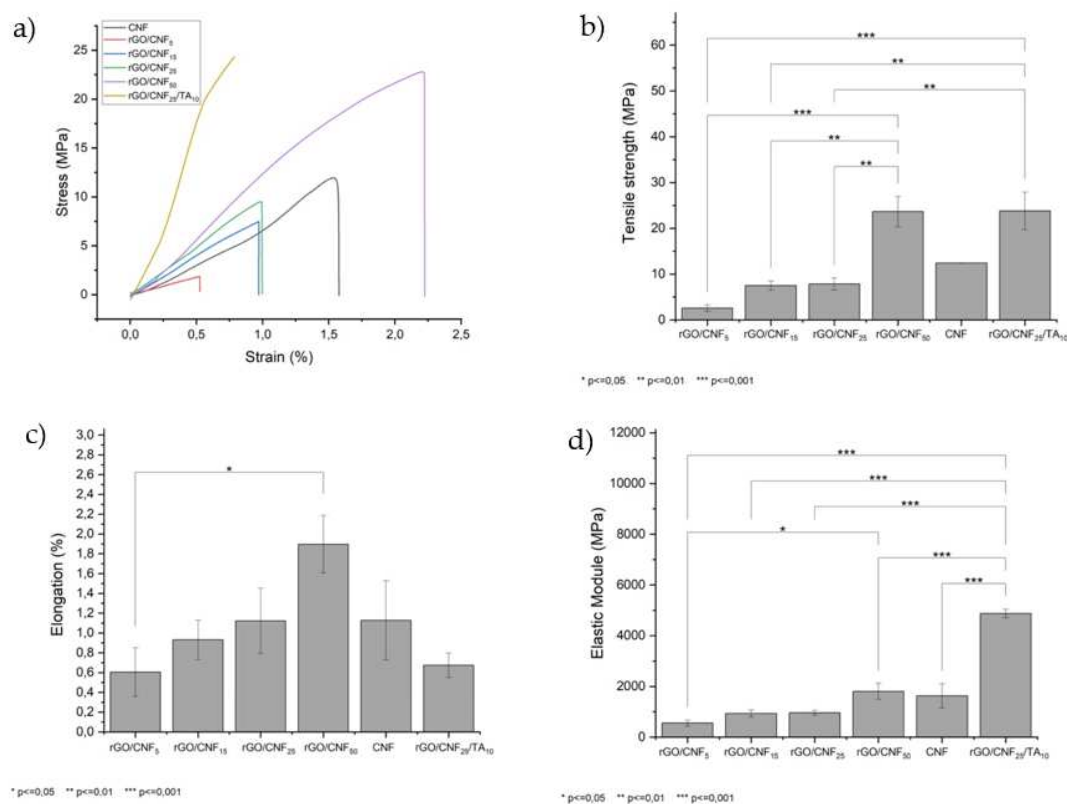 a)
CNF
rGO/CNF₅
rGO/CNF₁₅
rGO/CNF₂₅
rGO/CNF₅₀
rGO/CNF₂₅/TA₁₀
25
20
15
10
5
0
Stress (MPa)
0,0 0,5 1,0 1,5 2,0 2,5
Strain (%)
b)
60
50
40
30
20
10
0
Tensile strength (MPa)
***
**
**
***
**
**
rGO/CNF₅ rGO/CNF₁₅ rGO/CNF₂₅ rGO/CNF₅₀ CNF rGO/CNF₂₅/TA₁₀
* p<=0,05 ** p<=0,01 *** p<=0,001
c)
3,0
2,8
2,6
2,4
2,2
2,0
1,8
1,6
1,4
1,2
1,0
0,8
0,6
0,4
0,2
0,0
Elongation (%)
*
rGO/CNF₅ rGO/CNF₁₅ rGO/CNF₂₅ rGO/CNF₅₀ CNF rGO/CNF₂₅/TA₁₀
* p<=0,05 ** p<=0,01 *** p<=0,001
d)
12000
10000
8000
6000
4000
2000
0
Elastic Module (MPa)
***
***
***
*
***
***
rGO/CNF₅ rGO/CNF₁₅ rGO/CNF₂₅ rGO/CNF₅₀ CNF rGO/CNF₂₅/TA₁₀
* p<=0,05 ** p<=0,01 *** p<=0,001